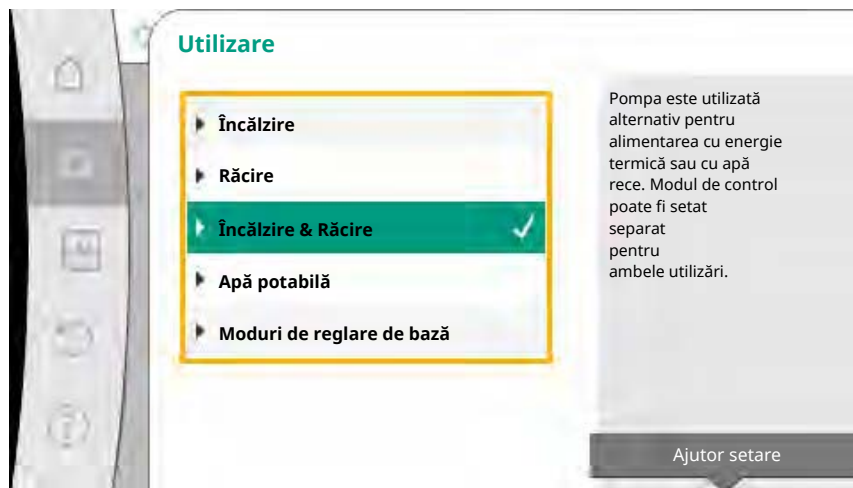 Utilizare
Încălzire
Răcire
Încălzire & Răcire
Apă potabilă
Moduri de reglare de bază
Pompa este utilizată
alternativ pentru
alimentarea cu energie
termică sau cu apă
rece. Modul de control
poate fi setat
separat
pentru
ambele utilizări.
Ajutor setare